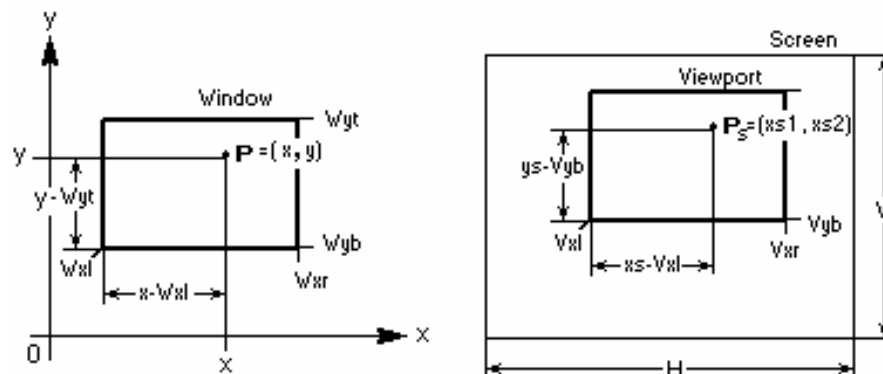 y
Window
Wyt
P =(x, y)
y
y-Wyt
Wyb
Wxl
Wxr
x-Wxl
0
x
x
Screen
Viewport
Ps=(xs1,xs2)
ys-Vyb
Vyb
Vxl
Vxr
xs-Vxl
H